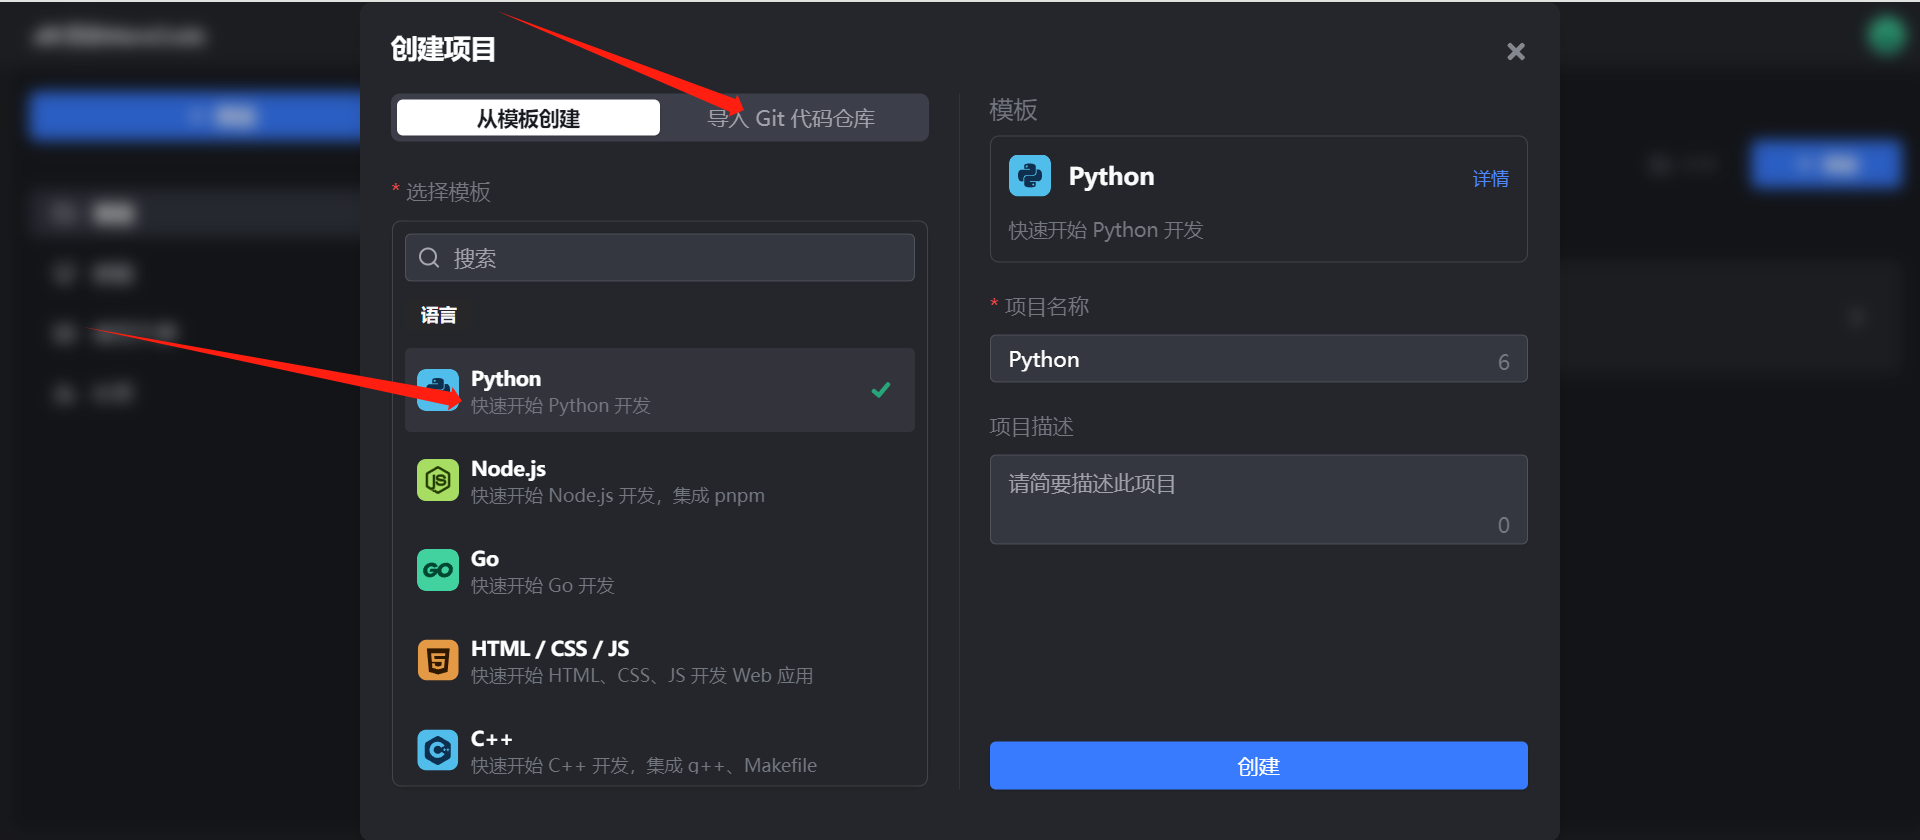 创建项目
从模板创建
导入 Git 代码仓库
* 选择模板
搜索
语言
Python
快速开始 Python 开发
Node.js
快速开始 Node.js 开发，集成 pnpm
GO
Go
快速开始 Go 开发
HTML / CSS / JS
快速开始 HTML、CSS、JS 开发 Web 应用
C++
快速开始 C++ 开发，集成 g++、Makefile
模板
Python
详情
快速开始 Python 开发
* 项目名称
Python
6
项目描述
请简要描述此项目
0
创建